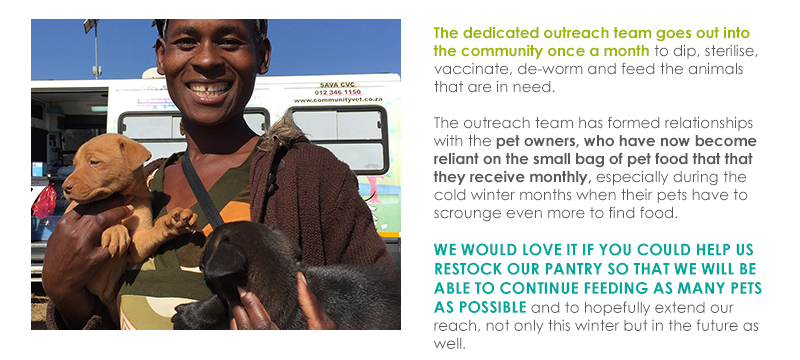 SAVA CVC
012 346 1150
www.communityvet.co.za
The dedicated outreach team goes out into
the community once a month to dip, sterilise,
vaccinate, de-worm and feed the animals
that are in need.
The outreach team has formed relationships
with the pet owners, who have now become
reliant on the small bag of pet food that that
they receive monthly, especially during the
cold winter months when their pets have to
scrounge even more to find food.
WE WOULD LOVE IT IF YOU COULD HELP US
RESTOCK OUR PANTRY SO THAT WE WILL BE
ABLE TO CONTINUE FEEDING AS MANY PETS
AS POSSIBLE and to hopefully extend our
reach, not only this winter but in the future as
well.